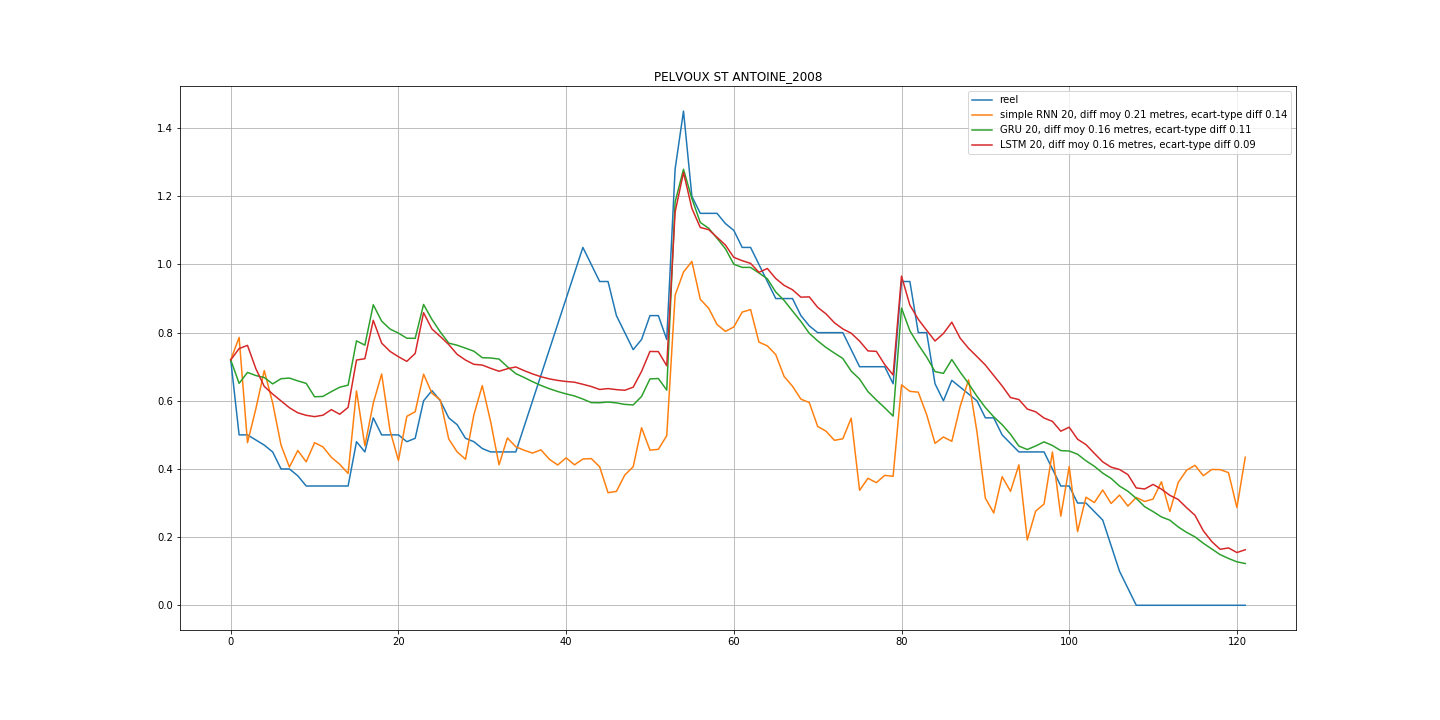 PELVOUX ST ANTOINE_2008
reel
simple RNN 20, diff moy 0.21 metres, ecart-type diff 0.14
GRU 20, diff moy 0.16 metres, ecart-type diff 0.11
LSTM 20, diff moy 0.16 metres, ecart-type diff 0.09
1.4
1.2
1.0
0.8
0.6
0.4
0.2
0.0
0 20 40 60 80 100 120